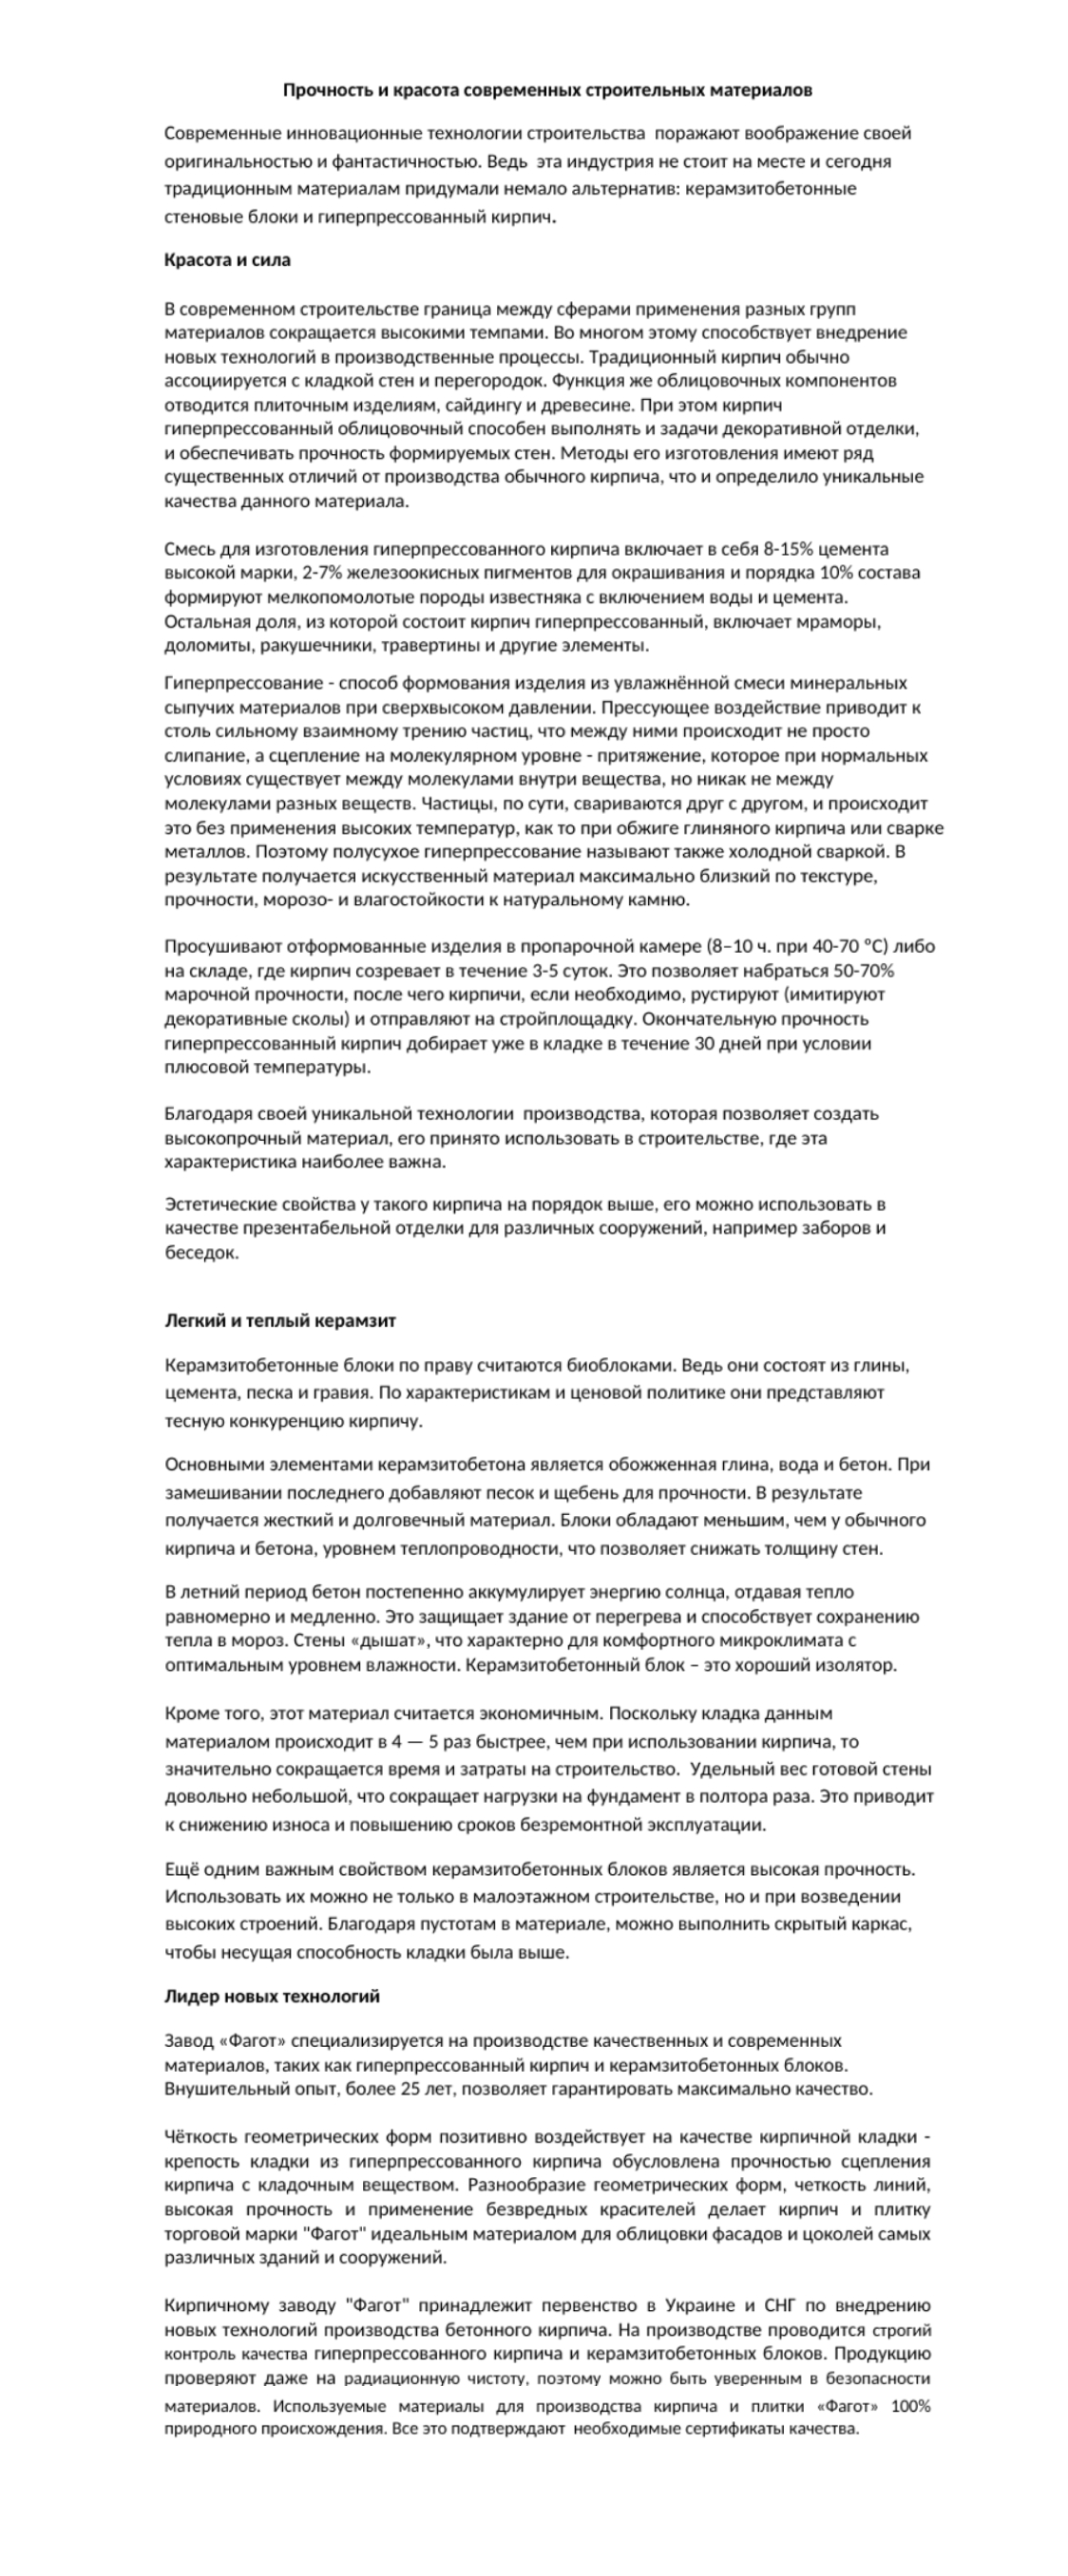 Прочность и красота современных строительных материалов
Современные инновационные технологии строительства  поражают воображение своей
оригинальностью и фантастичностью. Ведь  эта индустрия не стоит на месте и сегодня
традиционным материалам придумали немало альтернатив: керамзитобетонные
стеновые блоки и гиперпрессованный кирпич.
Красота и сила
В современном строительстве граница между сферами применения разных групп
материалов сокращается высокими темпами. Во многом этому способствует внедрение
новых технологий в производственные процессы. Традиционный кирпич обычно
ассоциируется с кладкой стен и перегородок. Функция же облицовочных компонентов
отводится плиточным изделиям, сайдингу и древесине. При этом кирпич
гиперпрессованный облицовочный способен выполнять и задачи декоративной отделки,
и обеспечивать прочность формируемых стен. Методы его изготовления имеют ряд
существенных отличий от производства обычного кирпича, что и определило уникальные
качества данного материала.
Смесь для изготовления гиперпрессованного кирпича включает в себя 8-15% цемента
высокой марки, 2-7% железоокисных пигментов для окрашивания и порядка 10% состава
формируют мелкопомолотые породы известняка с включением воды и цемента.
Остальная доля, из которой состоит кирпич гиперпрессованный, включает мраморы,
доломиты, ракушечники, травертины и другие элементы.
Гиперпрессование - способ формования изделия из увлажнённой смеси минеральных
сыпучих материалов при сверхвысоком давлении. Прессующее воздействие приводит к
столь сильному взаимному трению частиц, что между ними происходит не просто
слипание, а сцепление на молекулярном уровне - притяжение, которое при нормальных
условиях существует между молекулами внутри вещества, но никак не между
молекулами разных веществ. Частицы, по сути, свариваются друг с другом, и происходит
это без применения высоких температур, как то при обжиге глиняного кирпича или сварке
металлов. Поэтому полусухое гиперпрессование называют также холодной сваркой. В
результате получается искусственный материал максимально близкий по текстуре,
прочности, морозо- и влагостойкости к натуральному камню.
Просушивают отформованные изделия в пропарочной камере (8–10 ч. при 40-70 °С) либо
на складе, где кирпич созревает в течение 3-5 суток. Это позволяет набраться 50-70%
марочной прочности, после чего кирпичи, если необходимо, рустируют (имитируют
декоративные сколы) и отправляют на стройплощадку. Окончательную прочность
гиперпрессованный кирпич добирает уже в кладке в течение 30 дней при условии
плюсовой температуры.
Благодаря своей уникальной технологии  производства, которая позволяет создать
высокопрочный материал, его принято использовать в строительстве, где эта
характеристика наиболее важна.
Эстетические свойства у такого кирпича на порядок выше, его можно использовать в
качестве презентабельной отделки для различных сооружений, например заборов и
беседок.
Легкий и теплый керамзит
Керамзитобетонные блоки по праву считаются биоблоками. Ведь они состоят из глины,
цемента, песка и гравия. По характеристикам и ценовой политике они представляют
тесную конкуренцию кирпичу.
Основными элементами керамзитобетона является обожженная глина, вода и бетон. При
замешивании последнего добавляют песок и щебень для прочности. В результате
получается жесткий и долговечный материал. Блоки обладают меньшим, чем у обычного
кирпича и бетона, уровнем теплопроводности, что позволяет снижать толщину стен.
В летний период бетон постепенно аккумулирует энергию солнца, отдавая тепло
равномерно и медленно. Это защищает здание от перегрева и способствует сохранению
тепла в мороз. Стены «дышат», что характерно для комфортного микроклимата с
оптимальным уровнем влажности. Керамзитобетонный блок – это хороший изолятор.
Кроме того, этот материал считается экономичным. Поскольку кладка данным
материалом происходит в 4 — 5 раз быстрее, чем при использовании кирпича, то
значительно сокращается время и затраты на строительство.  Удельный вес готовой стены
довольно небольшой, что сокращает нагрузки на фундамент в полтора раза. Это приводит
к снижению износа и повышению сроков безремонтной эксплуатации.
Ещё одним важным свойством керамзитобетонных блоков является высокая прочность.
Использовать их можно не только в малоэтажном строительстве, но и при возведении
высоких строений. Благодаря пустотам в материале, можно выполнить скрытый каркас,
чтобы несущая способность кладки была выше.
Лидер новых технологий
Завод «Фагот» специализируется на производстве качественных и современных
материалов, таких как гиперпрессованный кирпич и керамзитобетонных блоков.
Внушительный опыт, более 25 лет, позволяет гарантировать максимально качество.
Чёткость геометрических форм позитивно воздействует на качестве кирпичной кладки -
крепость кладки из гиперпрессованного кирпича обусловлена прочностью сцепления
кирпича с кладочным веществом. Разнообразие геометрических форм, четкость линий,
высокая прочность и применение безвредных красителей делает кирпич и плитку
торговой марки "Фагот" идеальным материалом для облицовки фасадов и цоколей самых
различных зданий и сооружений.
Кирпичному заводу "Фагот" принадлежит первенство в Украине и СНГ по внедрению
новых технологий производства бетонного кирпича. На производстве проводится строгий
контроль качества гиперпрессованного кирпича и керамзитобетонных блоков. Продукцию
проверяют даже на радиационную чистоту, поэтому можно быть уверенным в безопасности
материалов. Используемые материалы для производства кирпича и плитки «Фагот» 100%
природного происхождения. Все это подтверждают  необходимые сертификаты качества.